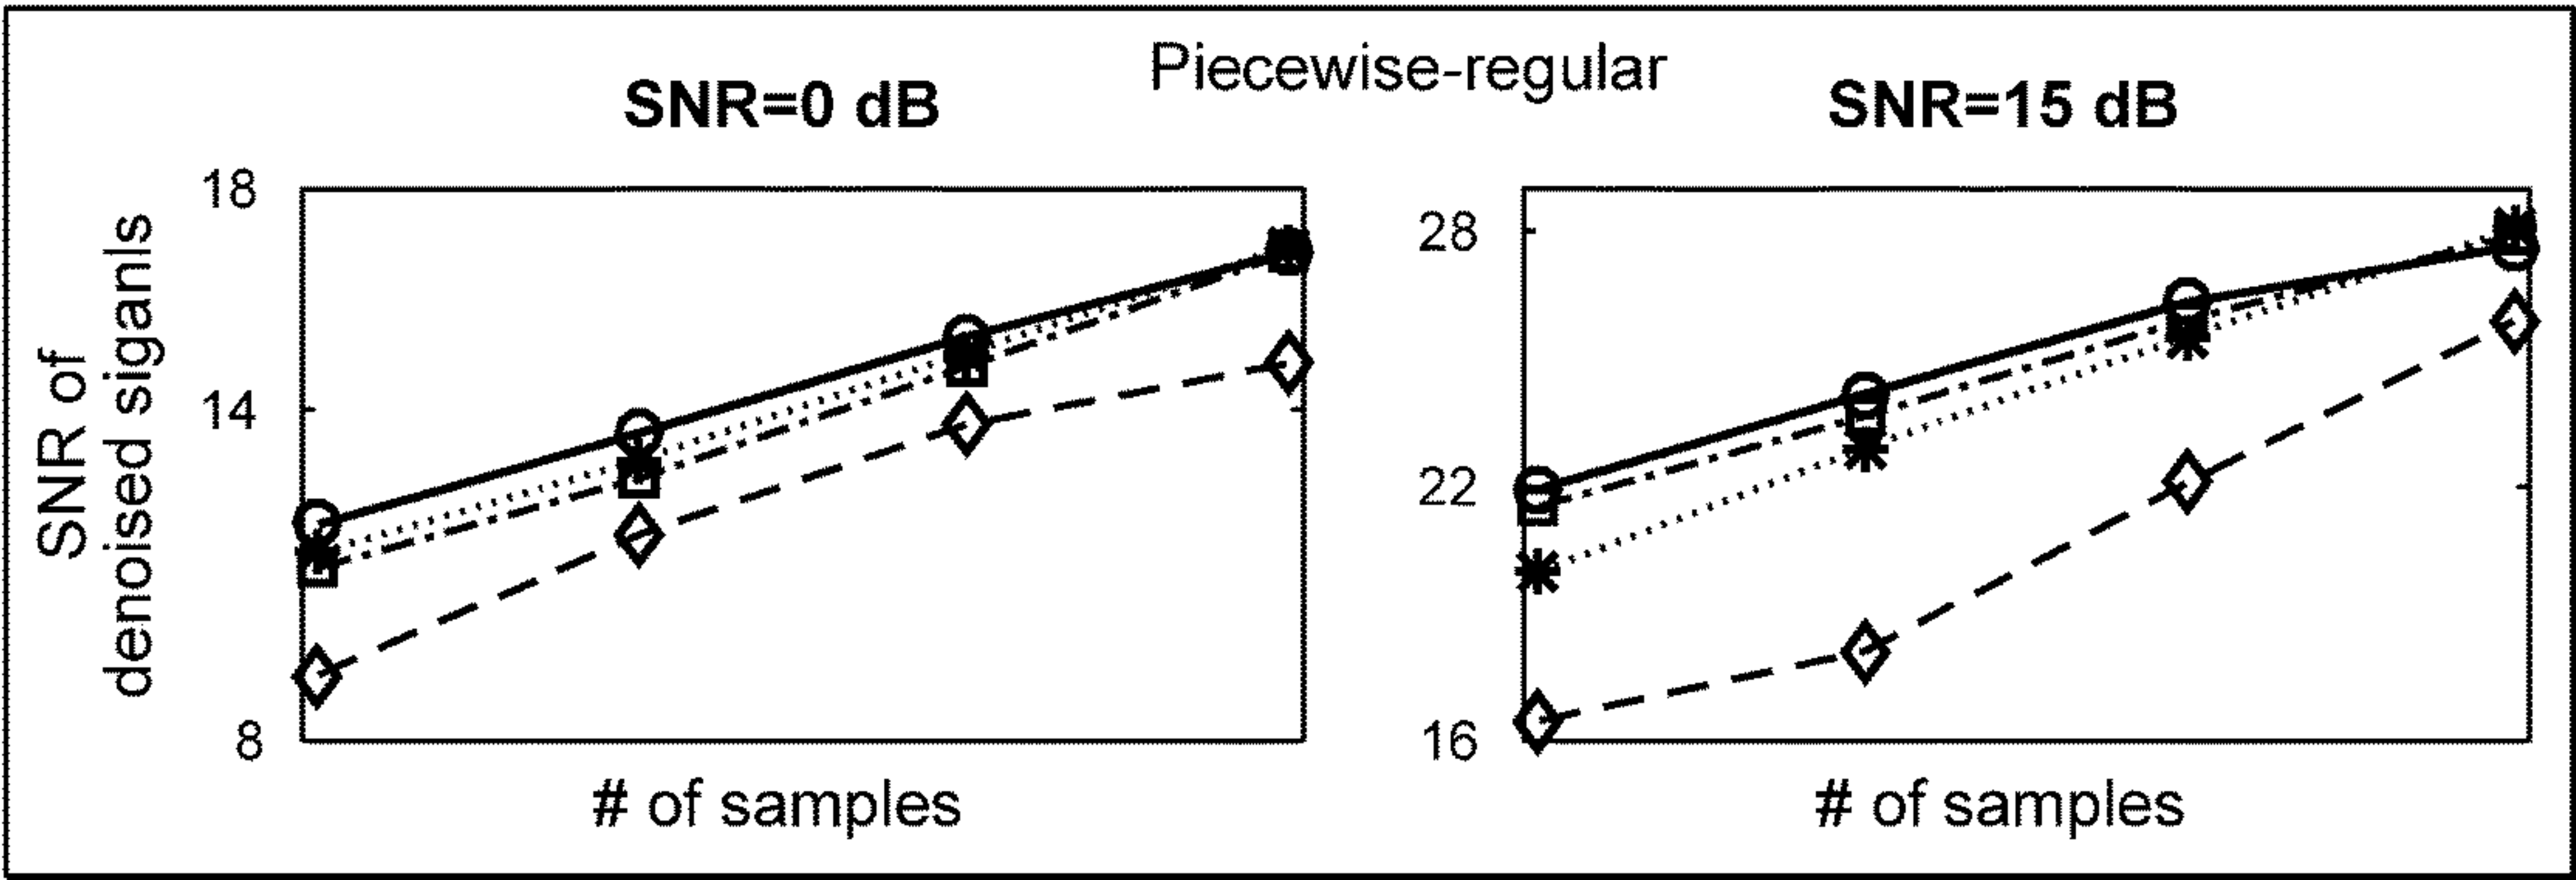 Piecewise-regular
SNR=0 dB
SNR=15 dB
SNR of
denoised siganls
18
14
8
# of samples
28
22
16
# of samples